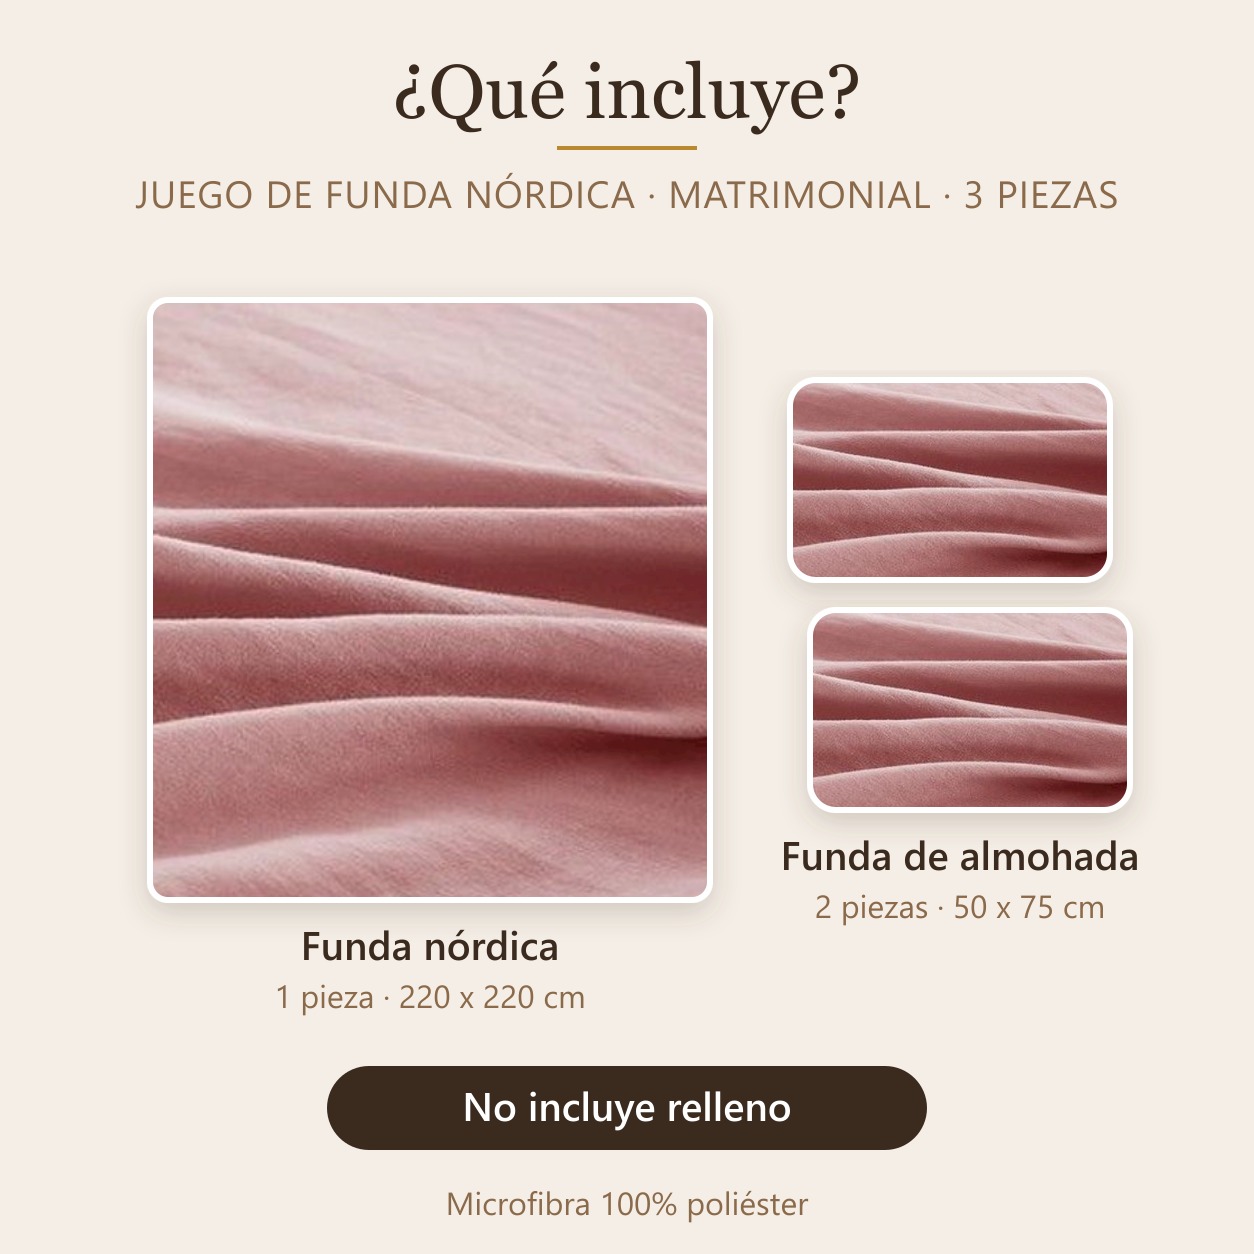 ¿Qué incluye?
JUEGO DE FUNDA NÓRDICA · MATRIMONIAL · 3 PIEZAS
Funda de almohada
2 piezas · 50 x 75 cm
Funda nórdica
1 pieza · 220 x 220 cm
No incluye relleno
Microfibra 100% poliéster